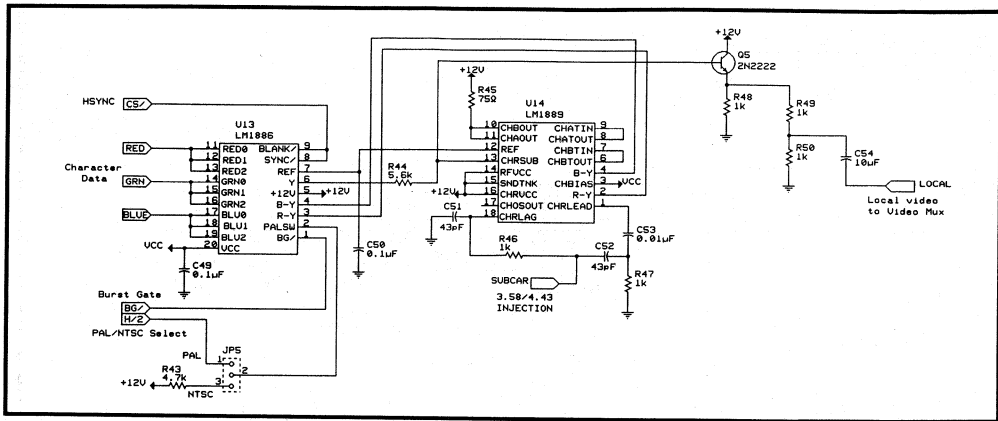 +12V
Q5
2N2222
R48
1k
R49
1k
R50
1k
C54
10µF
LOCAL
Local video
to Video Mux
HSYNC
CS/
Character
Data
RED
GRN
BLUE
U13
LM1886
11 RED0 BLANK/ 9
12 RED1 SYNC/ 8
13 RED2 REF 7
14 GRN0 Y 6
15 GRN1 +12V 5 +12V
16 GRN2 B-Y 4
17 BLU0 R-Y 3
18 BLU1 PALSW 2
19 BLU2 BG/ 1
20 VCC
VCC
C49
0.1µF
R44
5.6k
C50
0.1µF
+12V
R45
75Ω
U14
LM1889
10 CHBOUT CHATIN 9
11 CHAOUT CHATOUT 8
12 REF CHBTIN 7
13 CHRSUB CHBTOUT 6
14 RFVCC B-Y 4
15 SNDTNK CHBIAS 3 VCC
16 CHRVCC R-Y 2
17 CHOSOUT CHRLEAD 1
18 CHRLAG
+12V
C51
43pF
R46
1k
C52
43pF
C53
0.01µF
R47
1k
SUBCAR
3.58/4.43
INJECTION
Burst Gate
BG/
H/2
PAL/NTSC Select
JP5
PAL 1
2
3
NTSC
+12V
R43
4.7k